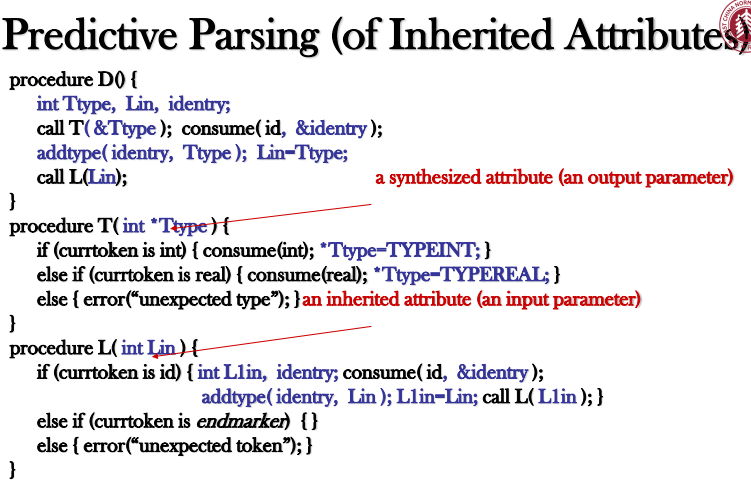 Predictive Parsing (of Inherited Attributes)
procedure D() {
int Ttype, Lin, identry;
call T( &Ttype ); consume( id, &identry );
addtype( identry, Ttype ); Lin=Ttype;
call L(Lin);
a synthesized attribute (an output parameter)
}
procedure T( int *Ttype ) {
if (currtoken is int) { consume(int); *Ttype=TYPEINT; }
else if (currtoken is real) { consume(real); *Ttype=TYPEREAL; }
else { error(“unexpected type”); } an inherited attribute (an input parameter)
}
procedure L( int Lin ) {
if (currtoken is id) { int L1in, identry; consume( id, &identry );
addtype( identry, Lin ); L1in=Lin; call L( L1in ); }
else if (currtoken is endmarker) { }
else { error(“unexpected token”); }
}